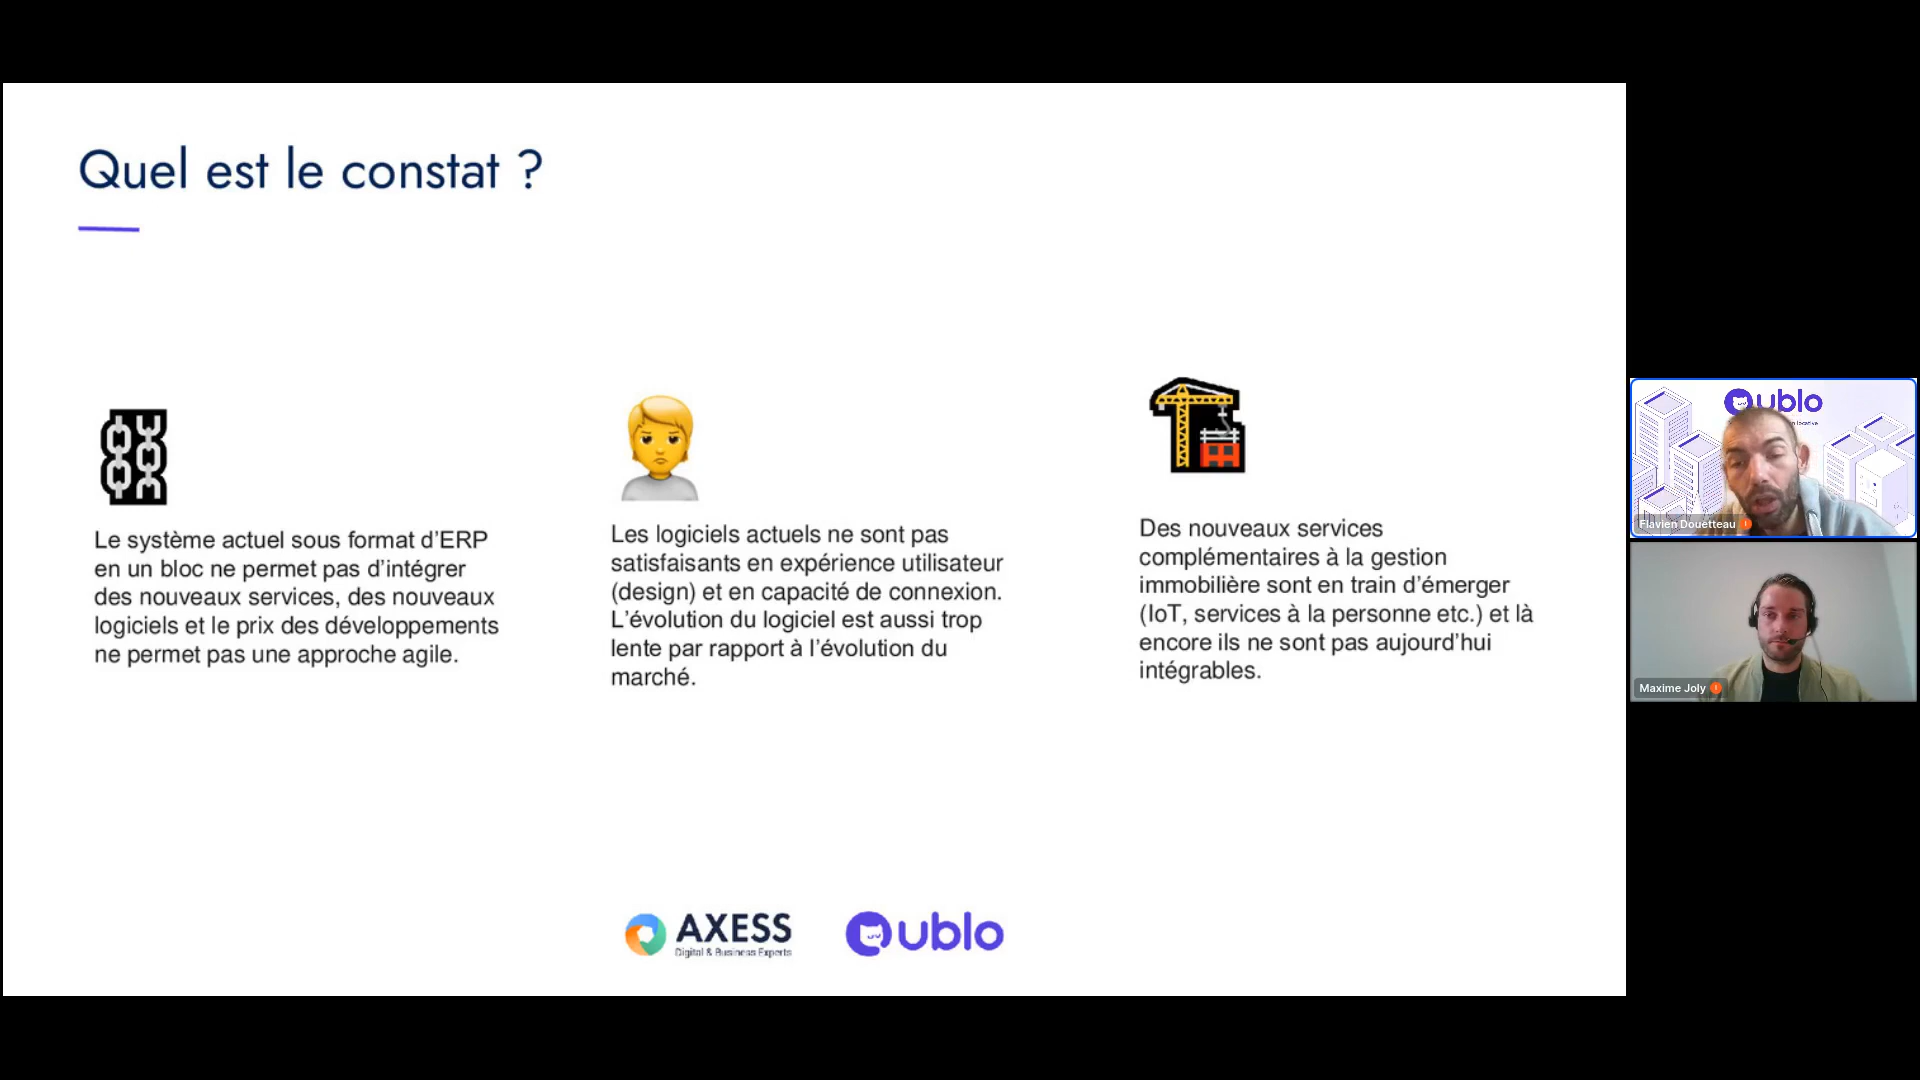 Quel est le constat ?
Le système actuel sous format d’ERP
en un bloc ne permet pas d’intégrer
des nouveaux services, des nouveaux
logiciels et le prix des développements
ne permet pas une approche agile.
Les logiciels actuels ne sont pas
satisfaisants en expérience utilisateur
(design) et en capacité de connexion.
L’évolution du logiciel est aussi trop
lente par rapport à l’évolution du
marché.
Des nouveaux services
complémentaires à la gestion
immobilière sont en train d’émerger
(IoT, services à la personne etc.) et là
encore ils ne sont pas aujourd’hui
intégrables.
AXESS
Digital & Business Experts
ublo
ublo
locative
Flavien Douetteau
Maxime Joly